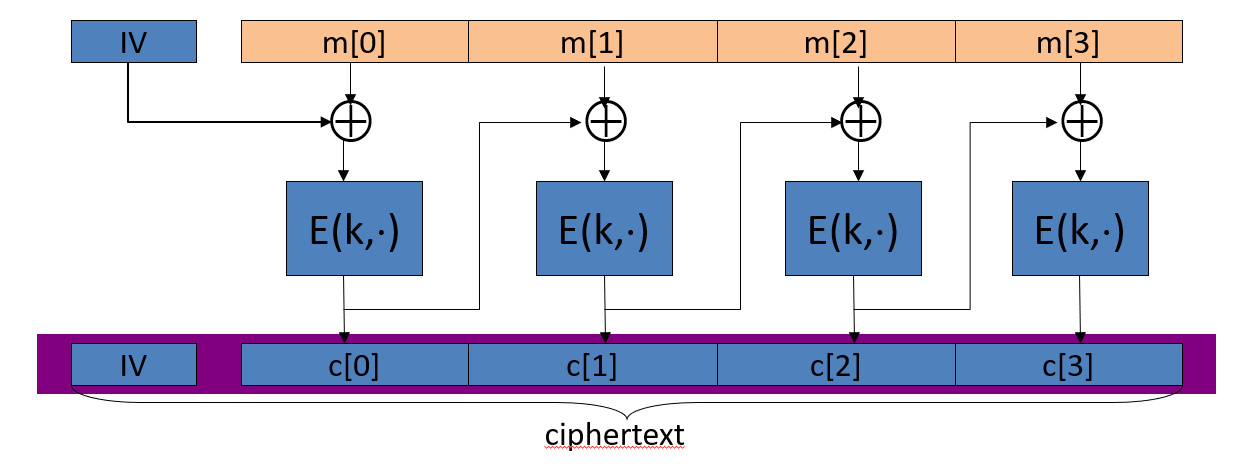 IV m[0] m[1] m[2] m[3]
E(k,·) E(k,·) E(k,·) E(k,·)
IV c[0] c[1] c[2] c[3]
ciphertext